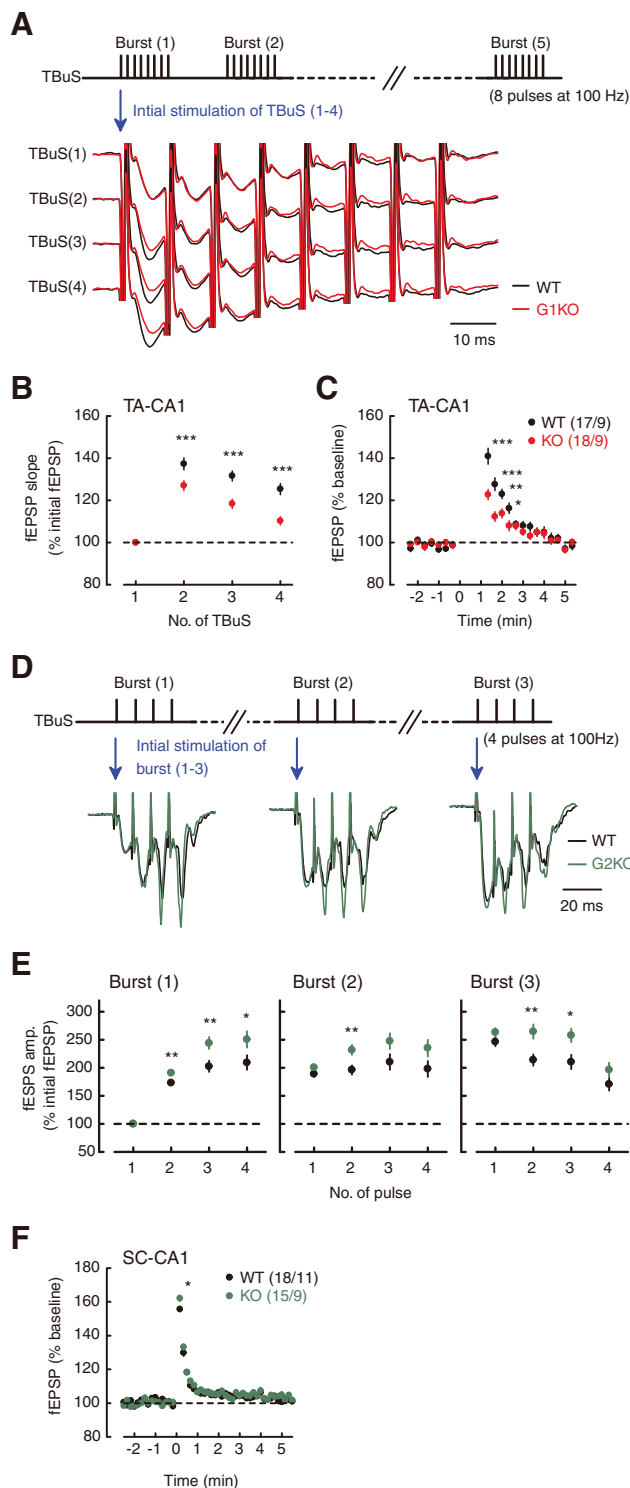 A
Burst (1)
Burst (2)
Burst (5)
TBuS
(8 pulses at 100 Hz)
Intial stimulation of TBuS (1-4)
TBuS(1)
TBuS(2)
TBuS(3)
TBuS(4)
WT
G1KO
10 ms
B
TA-CA1
160
140
120
100
80
fEPSP slope
(% initial fEPSP)
***
***
***
1 2 3 4
No. of TBuS
C
TA-CA1
WT (17/9)
KO (18/9)
160
140
120
100
80
fEPSP (% baseline)
***
***
**
*
-2 -1 0 1 2 3 4 5
Time (min)
D
Burst (1)
Burst (2)
Burst (3)
TBuS
(4 pulses at 100Hz)
Intial stimulation of
burst (1-3)
WT
G2KO
20 ms
E
Burst (1)
Burst (2)
Burst (3)
300
250
200
150
100
50
fESPS amp.
(% intial fEPSP)
** ** *
**
** *
1 2 3 4
1 2 3 4
1 2 3 4
No. of pulse
F
SC-CA1
WT (18/11)
KO (15/9)
180
160
140
120
100
80
fEPSP (% baseline)
*
-2 -1 0 1 2 3 4 5
Time (min)